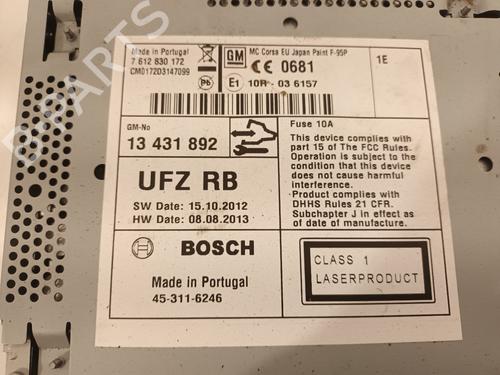 Made in Portugal
7 612 830 172
CM0172D3147099
Pb
GM
MC Corsa EU Japan Paint F-95P
CE 0681
E1 10R - 03 6157
1E
GM-No
13 431 892
UFZ RB
SW Date: 15.10.2012
HW Date: 08.08.2013
BOSCH
Made in Portugal
45-311-6246
Fuse 10A
This device complies with
part 15 of The FCC Rules.
Operation is subject to the
condition that this device
does not cause harmful
interference.
Product complies with
DHHS Rules 21 CFR.
Subchapter J in effect as
of date of manufacture.
CLASS 1
LASERPRODUCT
B-PARTS